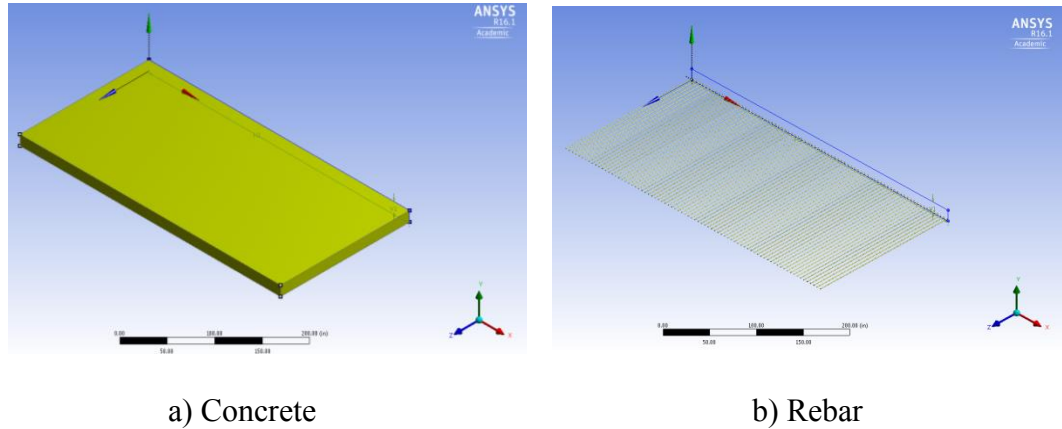 ANSYS
R16.1
Academic
0.00 100.00 200.00 (in)
50.00 150.00
Y
Z X
a) Concrete
ANSYS
R16.1
Academic
0.00 100.00 200.00 (in)
50.00 150.00
Y
Z X
b) Rebar